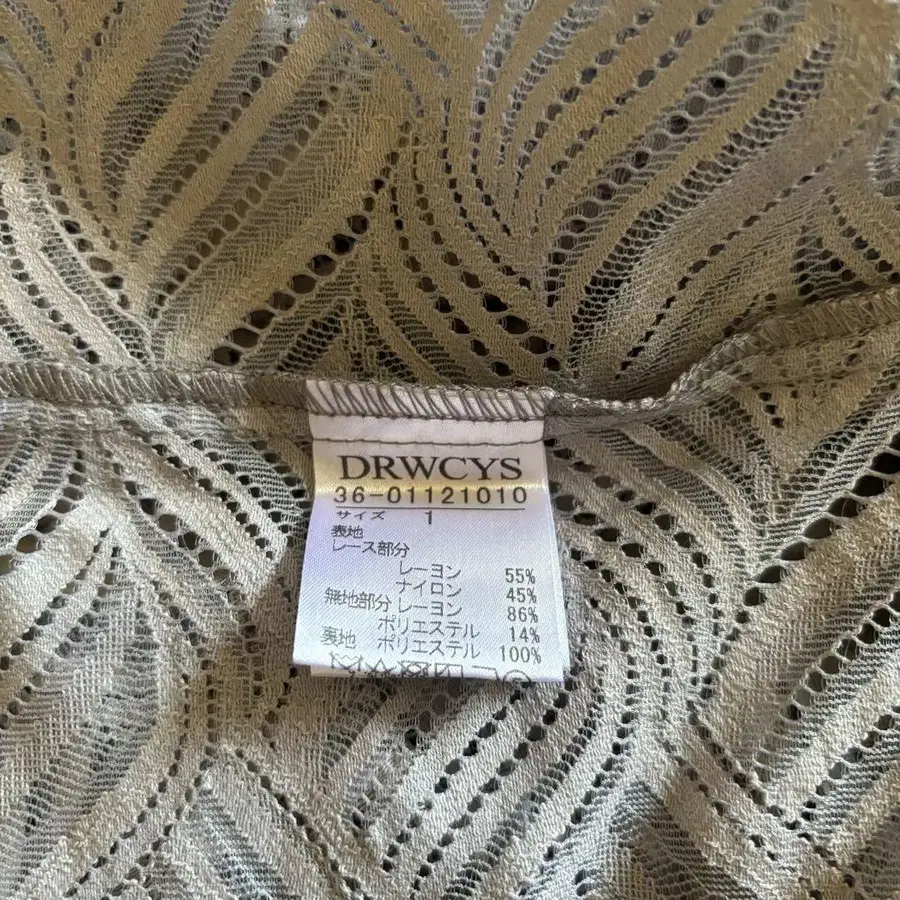 DRWCYS
36-01121010
サイズ 1
表地
レース部分
レーヨン 55%
ナイロン 45%
無地部分 レーヨン 86%
ポリエステル 14%
裏地 ポリエステル 100%